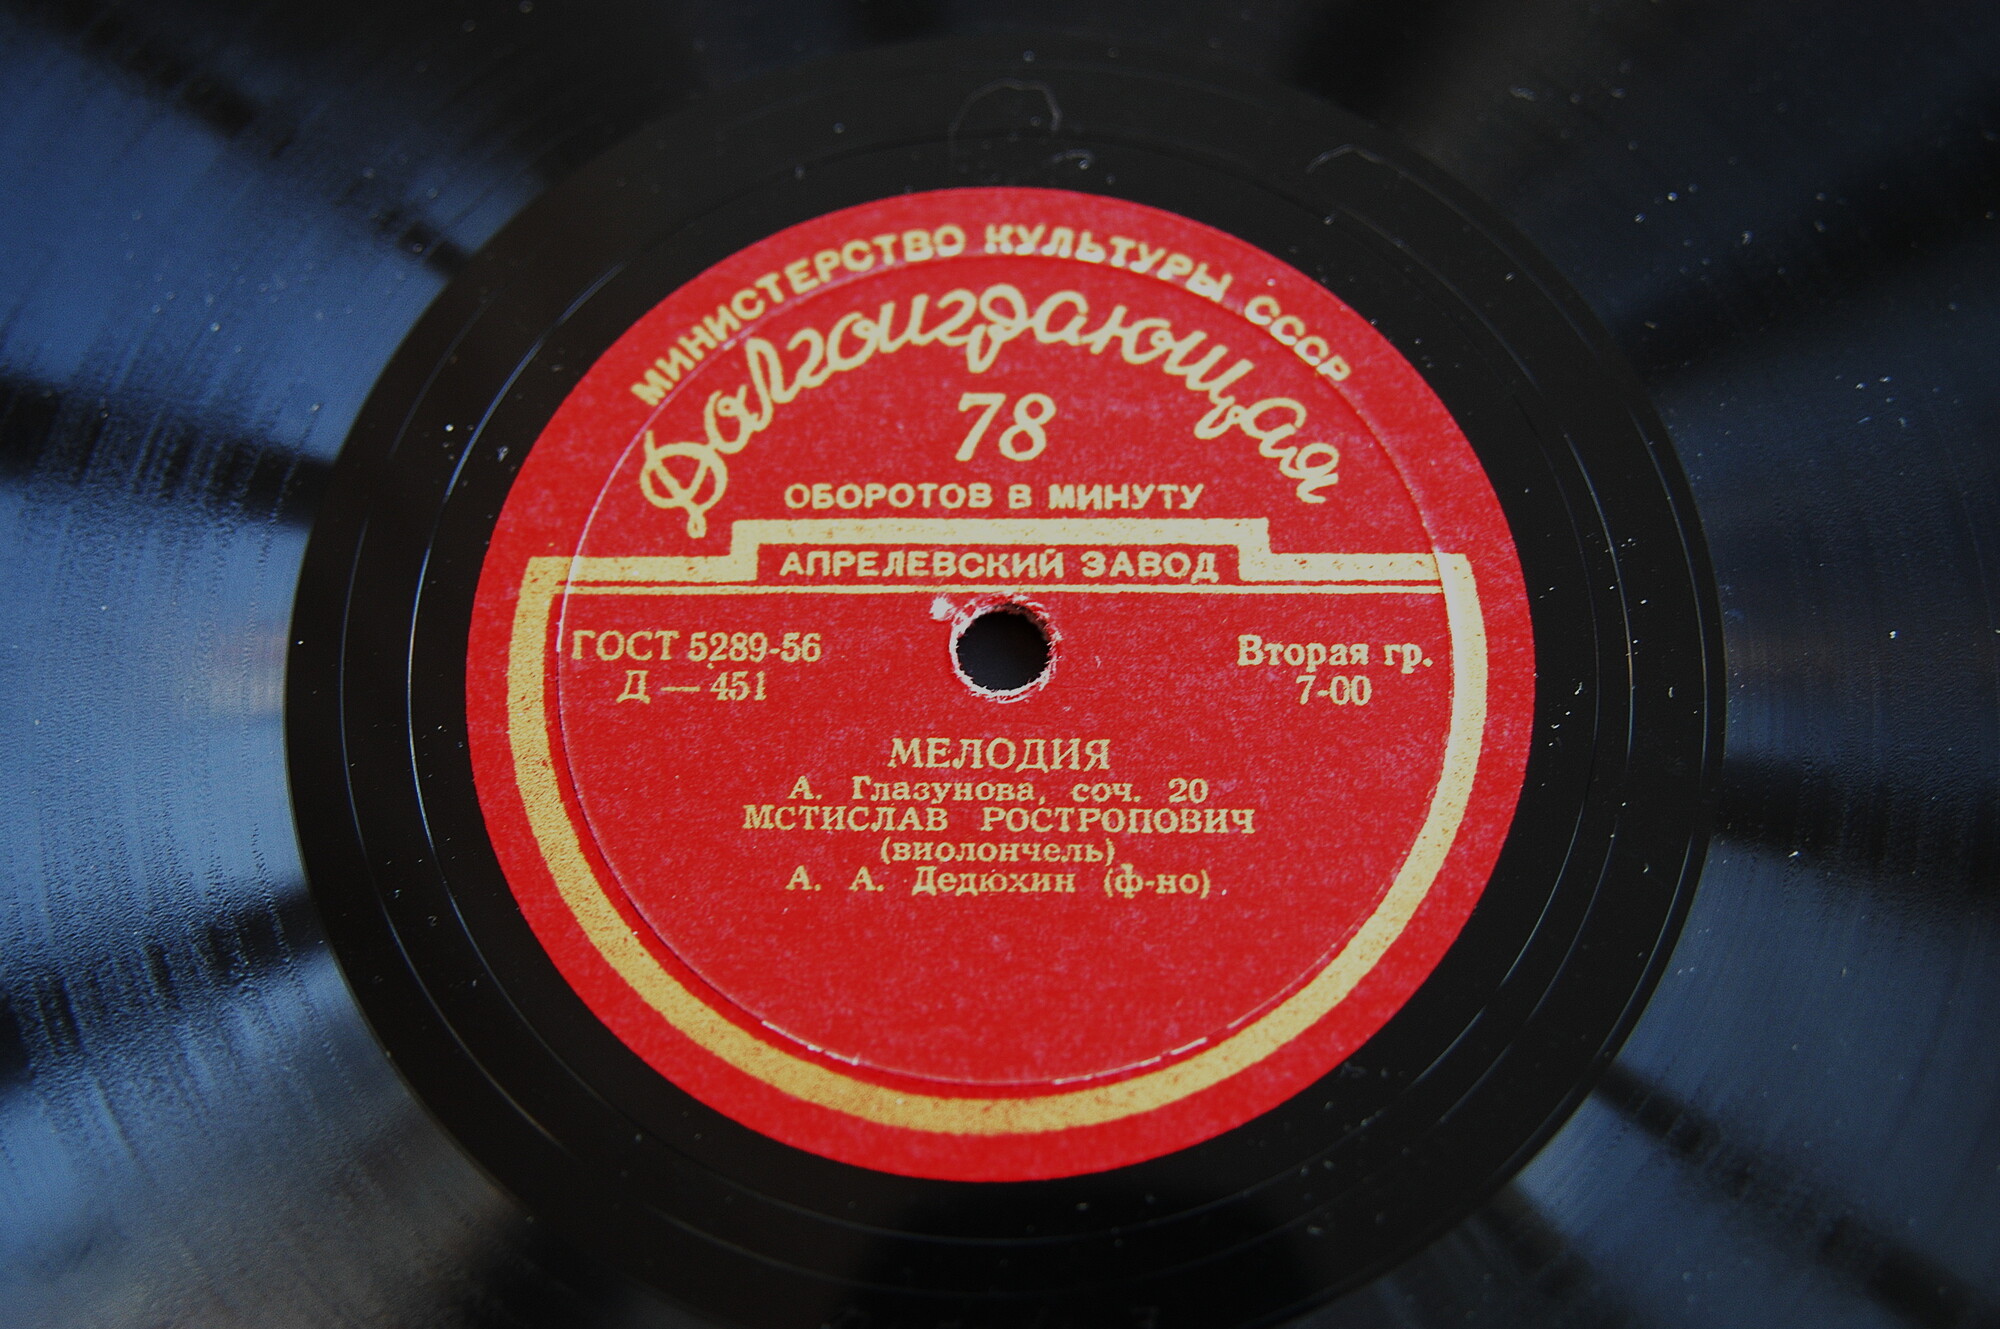 МИНИСТЕРСТВО КУЛЬТУРЫ СССР
Долгоиграющая
78
ОБОРОТОВ В МИНУТУ
АПРЕЛЕВСКИЙ ЗАВОД
ГОСТ 5289-56
Д — 451
Вторая гр.
7-00
МЕЛОДИЯ
А. Глазунова, соч. 20
МСТИСЛАВ РОСТРОПОВИЧ
(виолончель)
А. А. Дедюхин (ф-но)